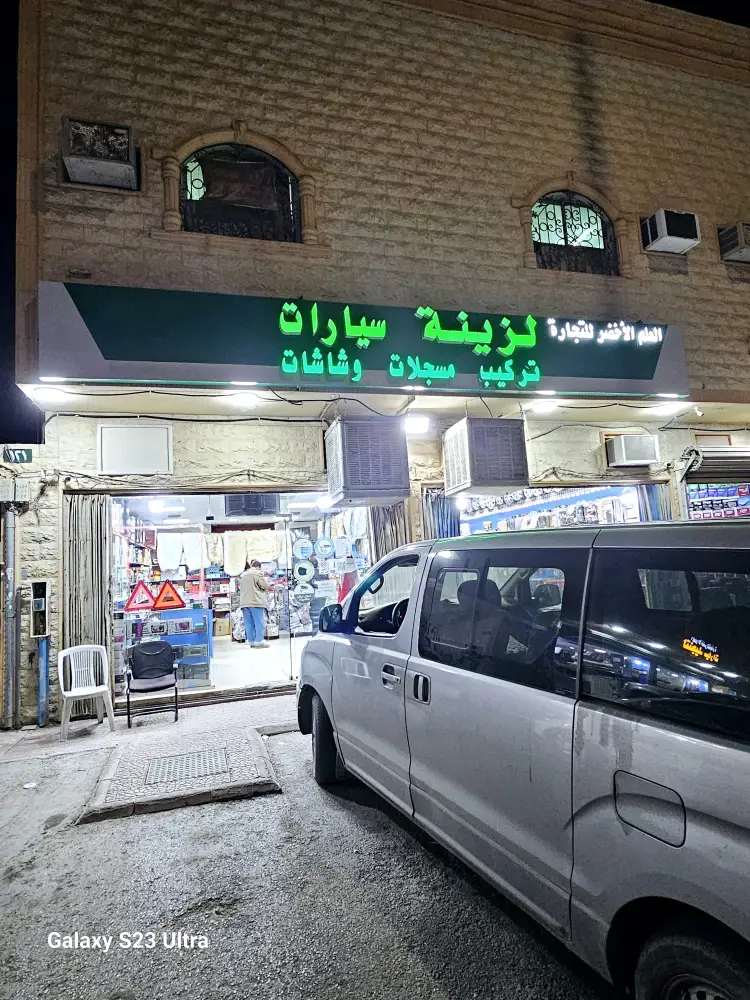 العلم الأخضر للتجارة
لزينة سيارات
تركيب مسجلات وشاشات
Galaxy S23 Ultra